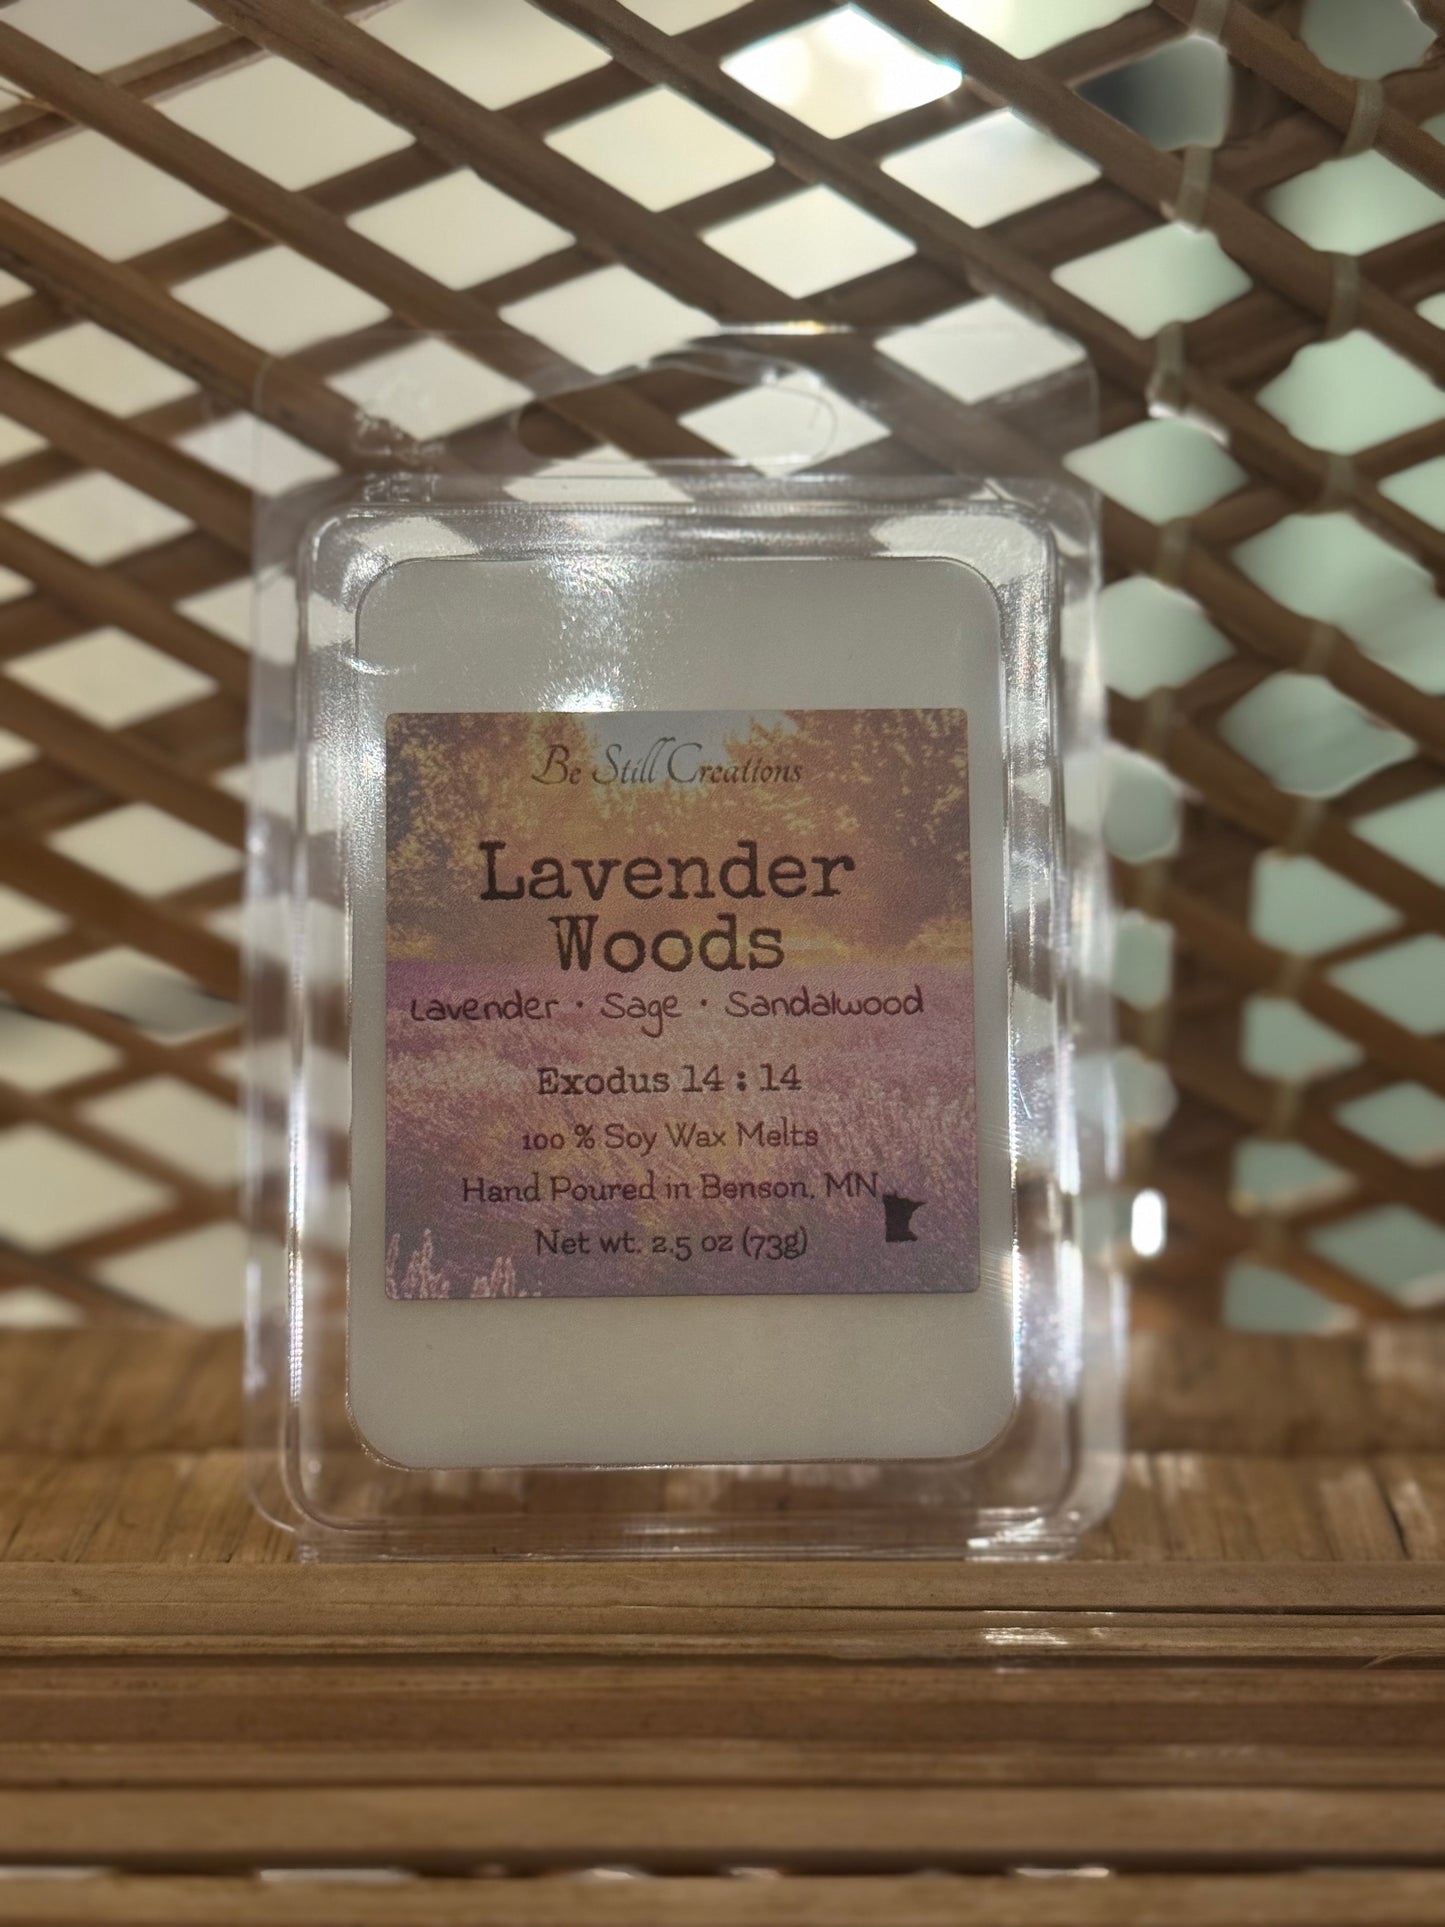 Be Still Creations
Lavender
Woods
Lavender · Sage · Sandalwood
Exodus 14:14
100 % Soy Wax Melts
Hand Poured in Benson, MN
Net wt. 2.5 oz (73g)